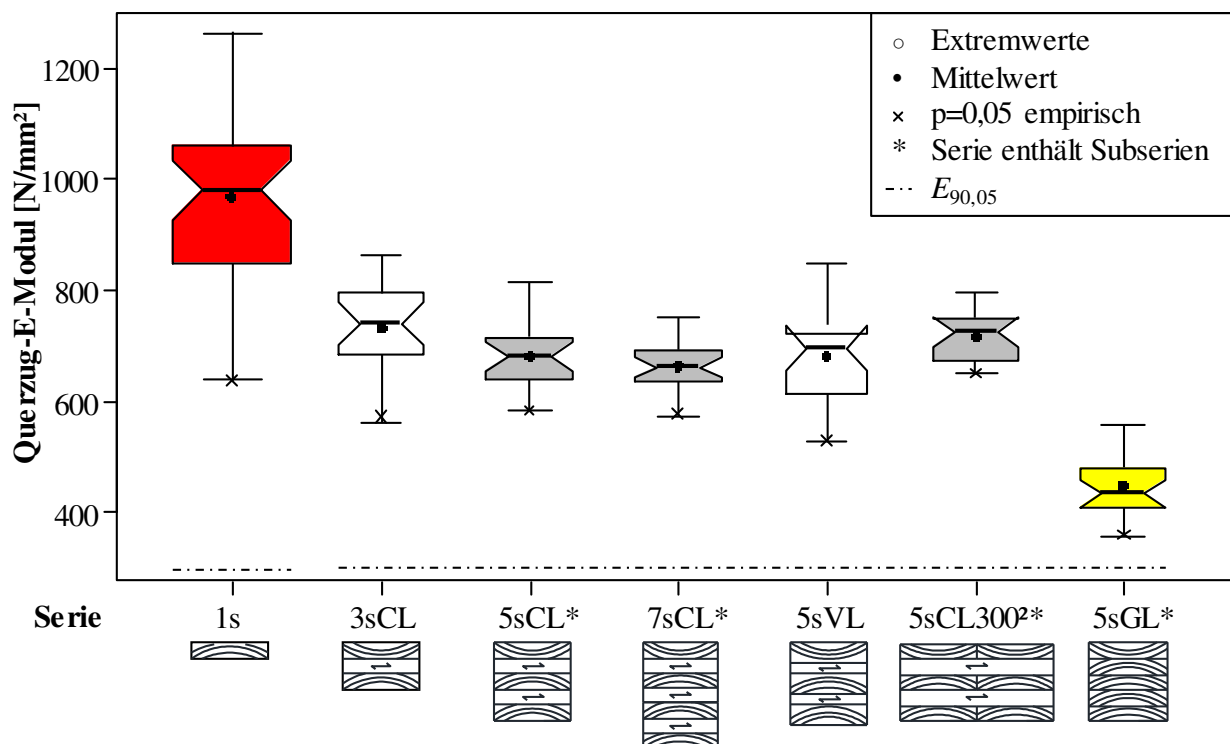 Querzug-E-Modul [N/mm²]
1200
1000
800
600
400
○ Extremwerte
• Mittelwert
× p=0,05 empirisch
* Serie enthält Subserien
E90,05
Serie 1s 3sCL 5sCL* 7sCL* 5sVL 5sCL300²* 5sGL*